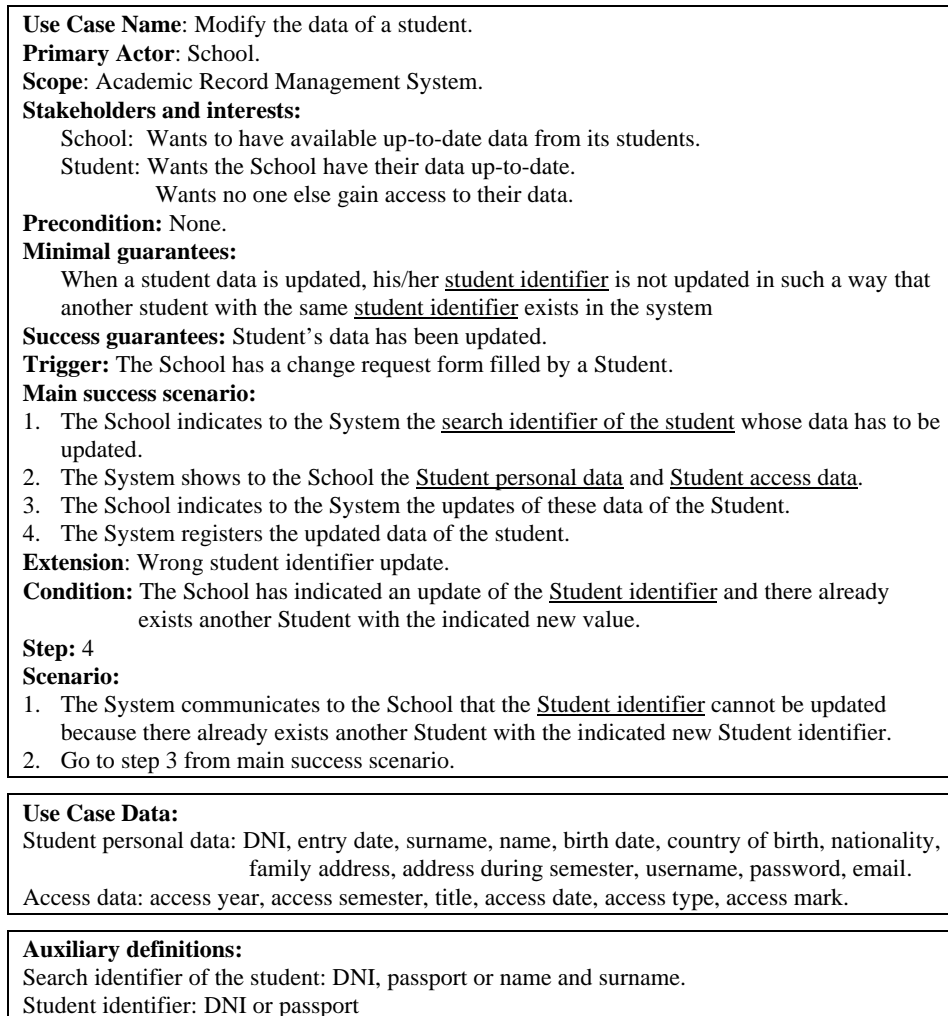 Use Case Name: Modify the data of a student.
Primary Actor: School.
Scope: Academic Record Management System.
Stakeholders and interests:
School: Wants to have available up-to-date data from its students.
Student: Wants the School have their data up-to-date.
Wants no one else gain access to their data.
Precondition: None.
Minimal guarantees:
When a student data is updated, his/her student identifier is not updated in such a way that
another student with the same student identifier exists in the system
Success guarantees: Student's data has been updated.
Trigger: The School has a change request form filled by a Student.
Main success scenario:
1. The School indicates to the System the search identifier of the student whose data has to be
updated.
2. The System shows to the School the Student personal data and Student access data.
3. The School indicates to the System the updates of these data of the Student.
4. The System registers the updated data of the student.
Extension: Wrong student identifier update.
Condition: The School has indicated an update of the Student identifier and there already
exists another Student with the indicated new value.
Step: 4
Scenario:
1. The System communicates to the School that the Student identifier cannot be updated
because there already exists another Student with the indicated new Student identifier.
2. Go to step 3 from main success scenario.
Use Case Data:
Student personal data: DNI, entry date, surname, name, birth date, country of birth, nationality,
family address, address during semester, username, password, email.
Access data: access year, access semester, title, access date, access type, access mark.
Auxiliary definitions:
Search identifier of the student: DNI, passport or name and surname.
Student identifier: DNI or passport